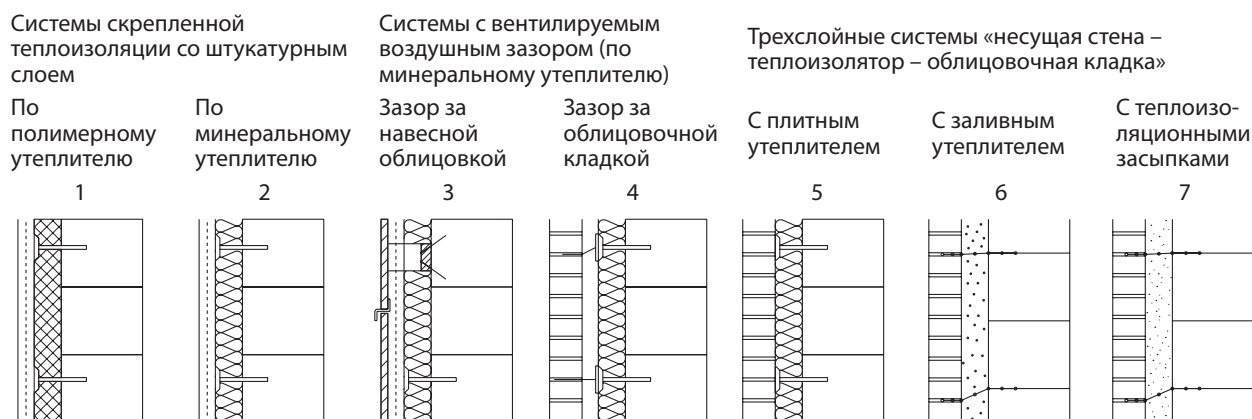 Системы скрепленной
теплоизоляции со штукатурным
слоем
Системы с вентилируемым
воздушным зазором (по
минеральному утеплителю)
Трехслойные системы «несущая стена –
теплоизолятор – облицовочная кладка»
По
полимерному
утеплителю
По
минеральному
утеплителю
Зазор за
навесной
облицовкой
Зазор за
облицовочной
кладкой
С плитным
утеплителем
С заливным
утеплителем
С теплоизо-
ляционными
засыпками
1
2
3
4
5
6
7